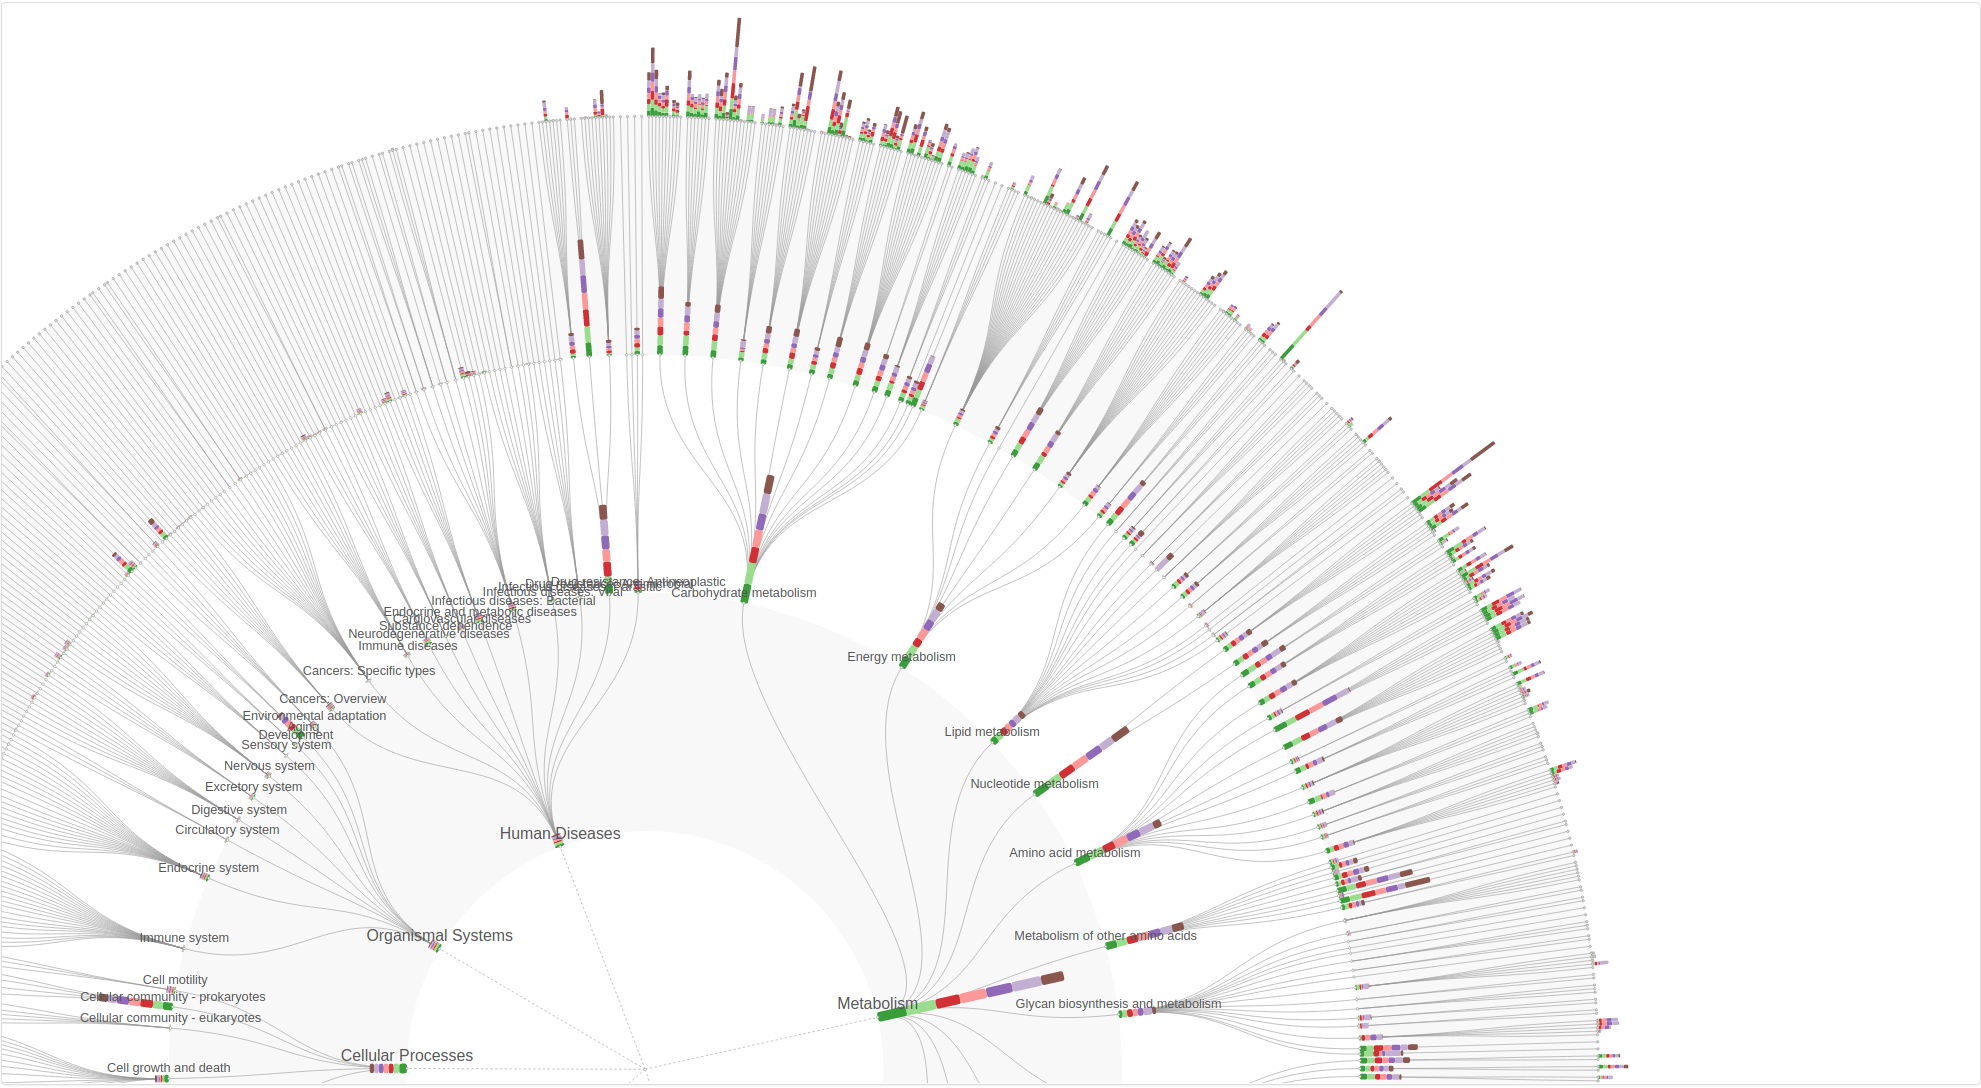 Drug resistance: Antineoplastic
Infectious diseases: Viral
Carbohydrate metabolism
Infectious diseases: Bacterial
Endocrine and metabolic diseases
Cardiovascular diseases
Substance dependence
Neurodegenerative diseases
Immune diseases
Energy metabolism
Cancers: Specific types
Cancers: Overview
Environmental adaptation
Aging
Development
Lipid metabolism
Sensory system
Nervous system
Nucleotide metabolism
Excretory system
Digestive system
Circulatory system
Human Diseases
Amino acid metabolism
Endocrine system
Organismal Systems
Immune system
Metabolism of other amino acids
Cell motility
Cellular community - prokaryotes
Metabolism
Glycan biosynthesis and metabolism
Cellular community - eukaryotes
Cellular Processes
Cell growth and death